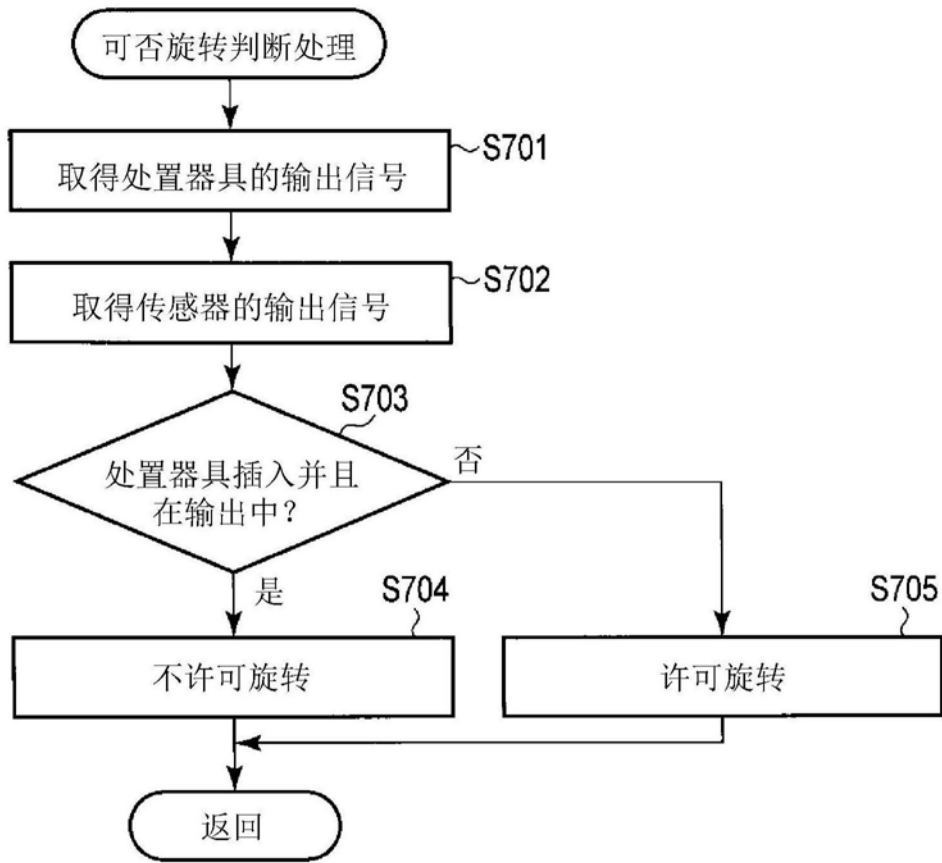 可否旋转判断处理
S701
取得处置器具的输出信号
S702
取得传感器的输出信号
S703
处置器具插入并且
在输出中?
否
是
S704
不许可旋转
S705
许可旋转
返回